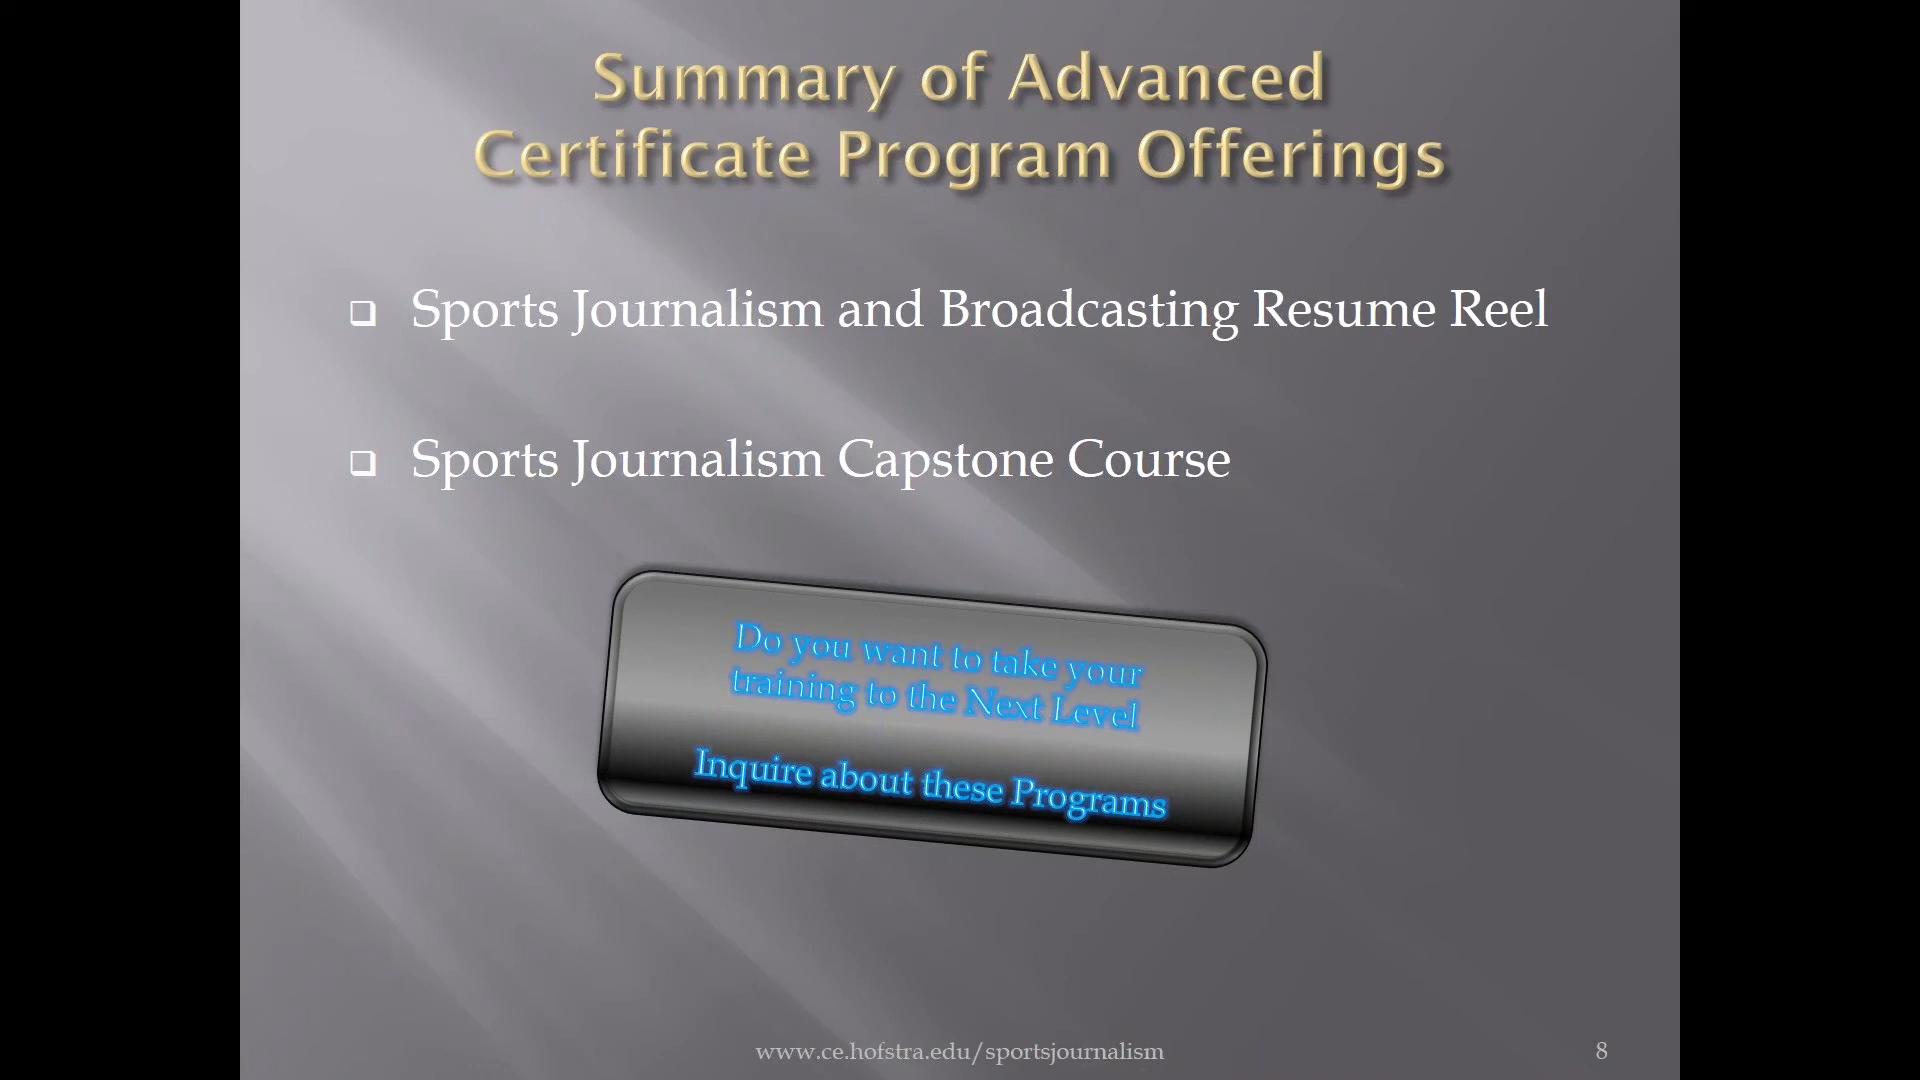 Summary of Advanced
Certificate Program Offerings
Sports Journalism and Broadcasting Resume Reel
Sports Journalism Capstone Course
Do you want to take your
training to the Next Level
Inquire about these Programs
www.ce.hofstra.edu/sportsjournalism
8